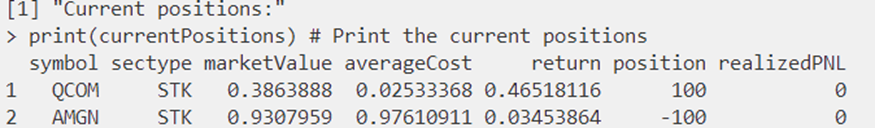 [1] "Current positions:"
> print(currentPositions) # Print the current positions
symbol sectype marketValue averageCost return position realizedPNL
1 QCOM STK 0.3863888 0.02533368 0.46518116 100 0
2 AMGN STK 0.9307959 0.97610911 0.03453864 -100 0